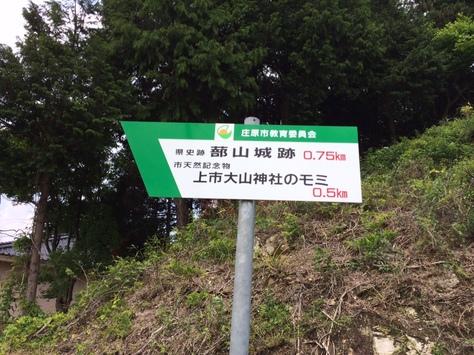 庄原市教育委員会
県史跡 蔀山城跡 0.75km
市天然記念物
上市大山神社のモミ
0.5km